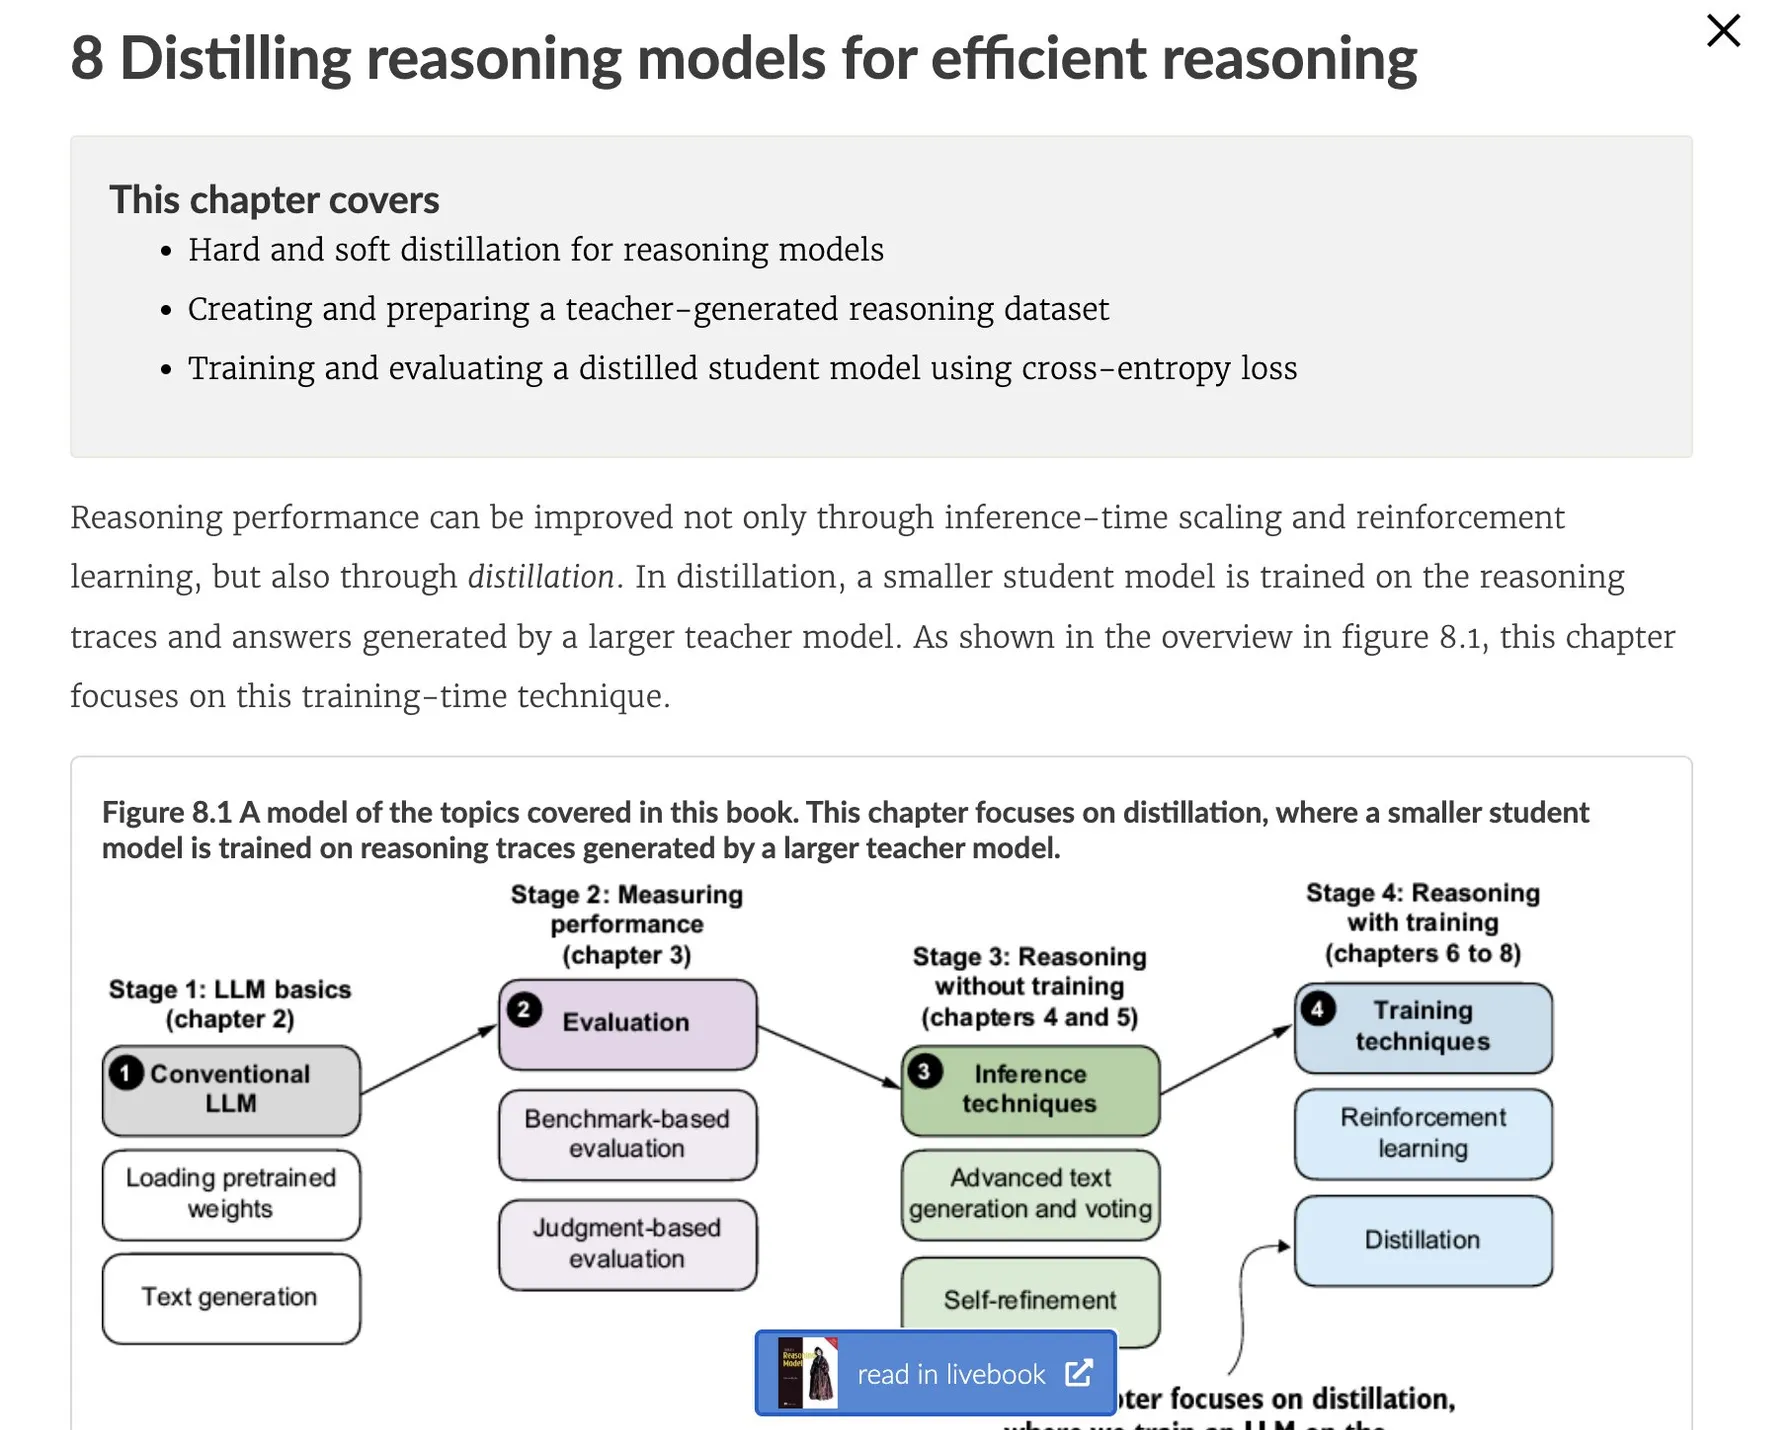 8 Distilling reasoning models for efficient reasoning
This chapter covers
• Hard and soft distillation for reasoning models
• Creating and preparing a teacher-generated reasoning dataset
• Training and evaluating a distilled student model using cross-entropy loss
Reasoning performance can be improved not only through inference-time scaling and reinforcement
learning, but also through distillation. In distillation, a smaller student model is trained on the reasoning
traces and answers generated by a larger teacher model. As shown in the overview in figure 8.1, this chapter
focuses on this training-time technique.
Figure 8.1 A model of the topics covered in this book. This chapter focuses on distillation, where a smaller student
model is trained on reasoning traces generated by a larger teacher model.
Stage 1: LLM basics
(chapter 2)
1 Conventional
LLM
Loading pretrained
weights
Text generation
Stage 2: Measuring
performance
(chapter 3)
2 Evaluation
Benchmark-based
evaluation
Judgment-based
evaluation
Stage 3: Reasoning
without training
(chapters 4 and 5)
3 Inference
techniques
Advanced text
generation and voting
Self-refinement
Stage 4: Reasoning
with training
(chapters 6 to 8)
4 Training
techniques
Reinforcement
learning
Distillation
read in livebook
focuses on distillation,